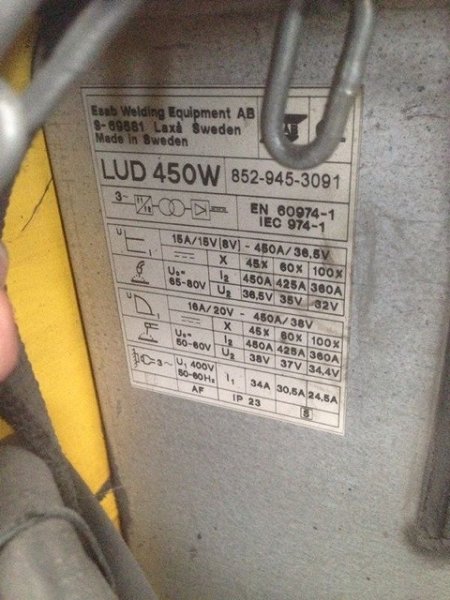 Esab Welding Equipment AB
S-69581 Laxå Sweden
Made in Sweden
LUD 450W 852-945-3091
3~ EN 60974-1
IEC 974-1
15A/15V (8V) - 450A/36,5V
X 45% 60% 100%
U₀= 65-80V I₂ 450A 425A 360A
U₂ 36,5V 35V 32V
16A/20V - 450A/38V
X 45% 60% 100%
U₀= 50-60V I₂ 450A 425A 360A
U₂ 38V 37V 34,4V
3~ U₁ 400V 50-60Hz I₁ 34A 30,5A 24,5A
AF IP 23 S